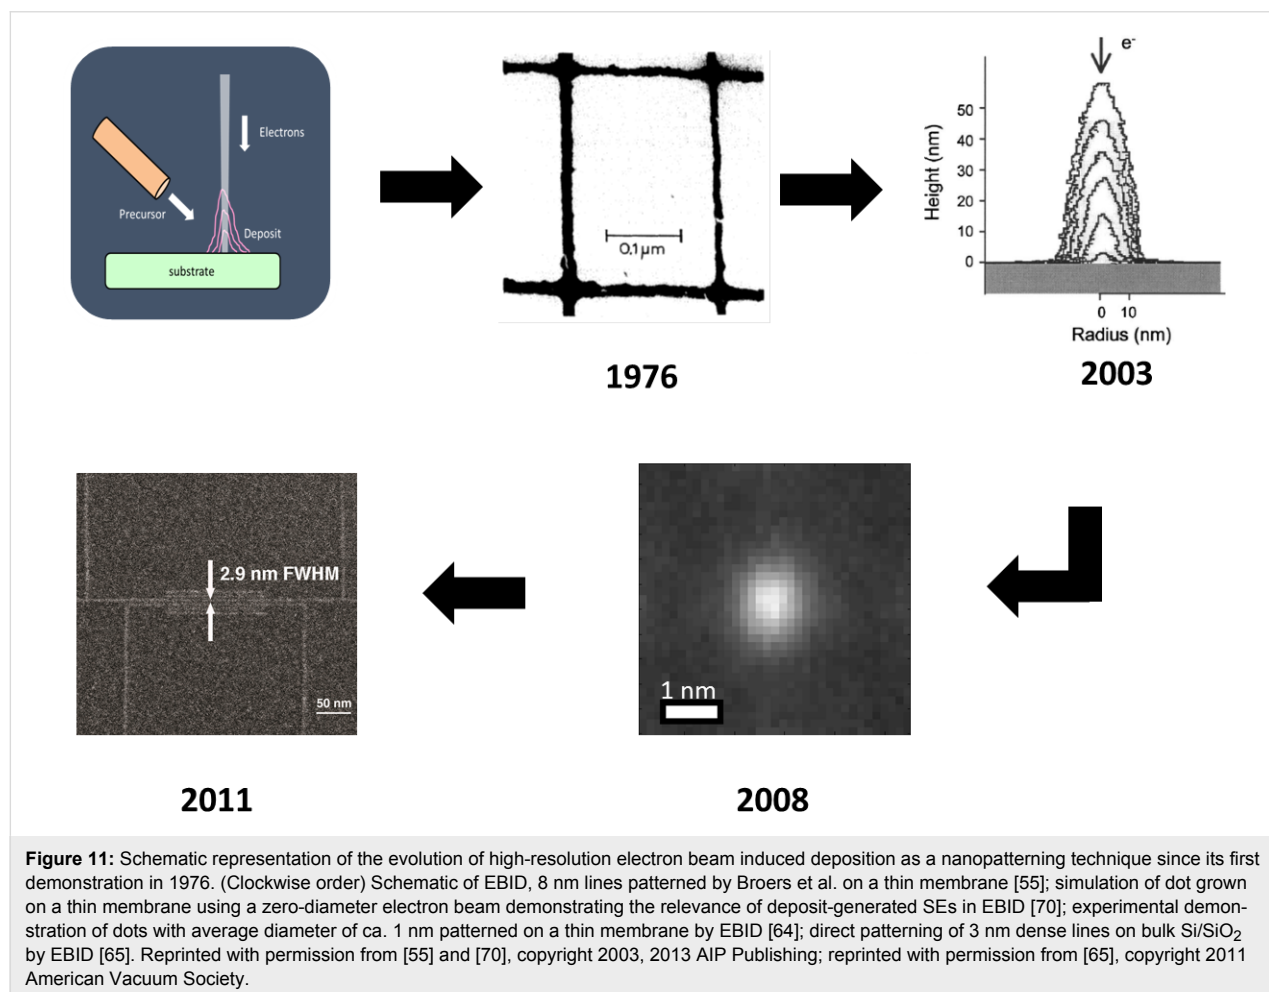 Electrons
Precursor
Deposit
substrate
0.1μm
1976
e-
Height (nm)
50
40
30
20
10
0
0 10
Radius (nm)
2003
2.9 nm FWHM
50 nm
2011
1 nm
2008
Figure 11: Schematic representation of the evolution of high-resolution electron beam induced deposition as a nanopatterning technique since its first
demonstration in 1976. (Clockwise order) Schematic of EBID, 8 nm lines patterned by Broers et al. on a thin membrane [55]; simulation of dot grown
on a thin membrane using a zero-diameter electron beam demonstrating the relevance of deposit-generated SEs in EBID [70]; experimental demon-
stration of dots with average diameter of ca. 1 nm patterned on a thin membrane by EBID [64]; direct patterning of 3 nm dense lines on bulk Si/SiO2
by EBID [65]. Reprinted with permission from [55] and [70], copyright 2003, 2013 AIP Publishing; reprinted with permission from [65], copyright 2011
American Vacuum Society.